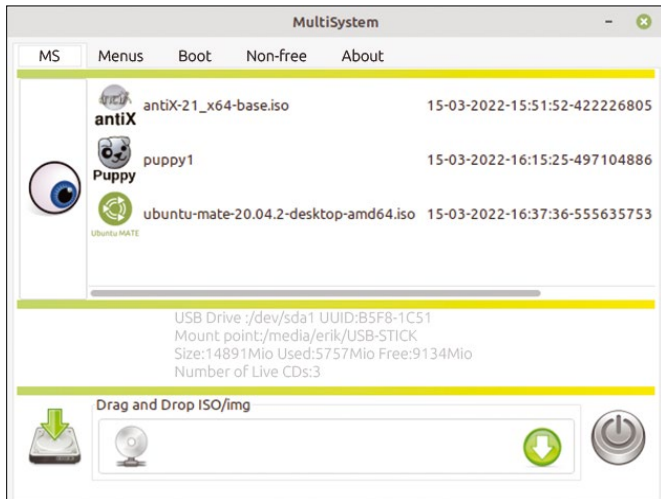 MultiSystem
MS Menus Boot Non-free About
antiX
antiX-21_x64-base.iso 15-03-2022-15:51:52-422226805
Puppy
puppy1 15-03-2022-16:15:25-497104886
Ubuntu MATE
ubuntu-mate-20.04.2-desktop-amd64.iso 15-03-2022-16:37:36-555635753
USB Drive :/dev/sda1 UUID:B5F8-1C51
Mount point:/media/erik/USB-STICK
Size:14891Mio Used:5757Mio Free:9134Mio
Number of Live CDs:3
Drag and Drop ISO/img